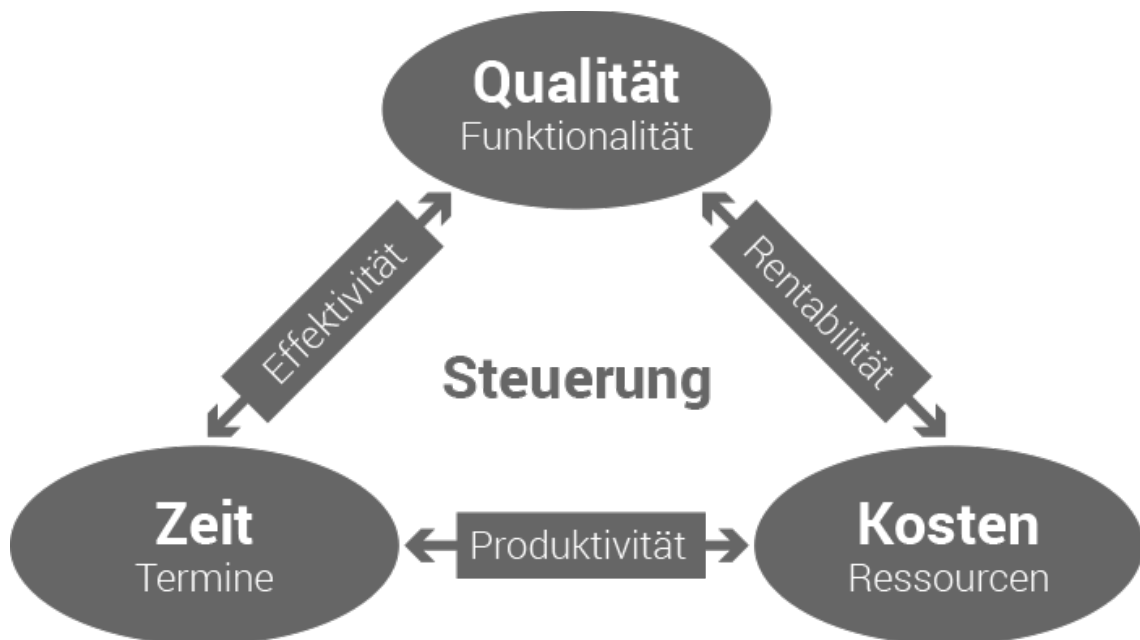 Qualität
Funktionalität
Effektivität
Rentabilität
Steuerung
Zeit
Termine
Produktivität
Kosten
Ressourcen